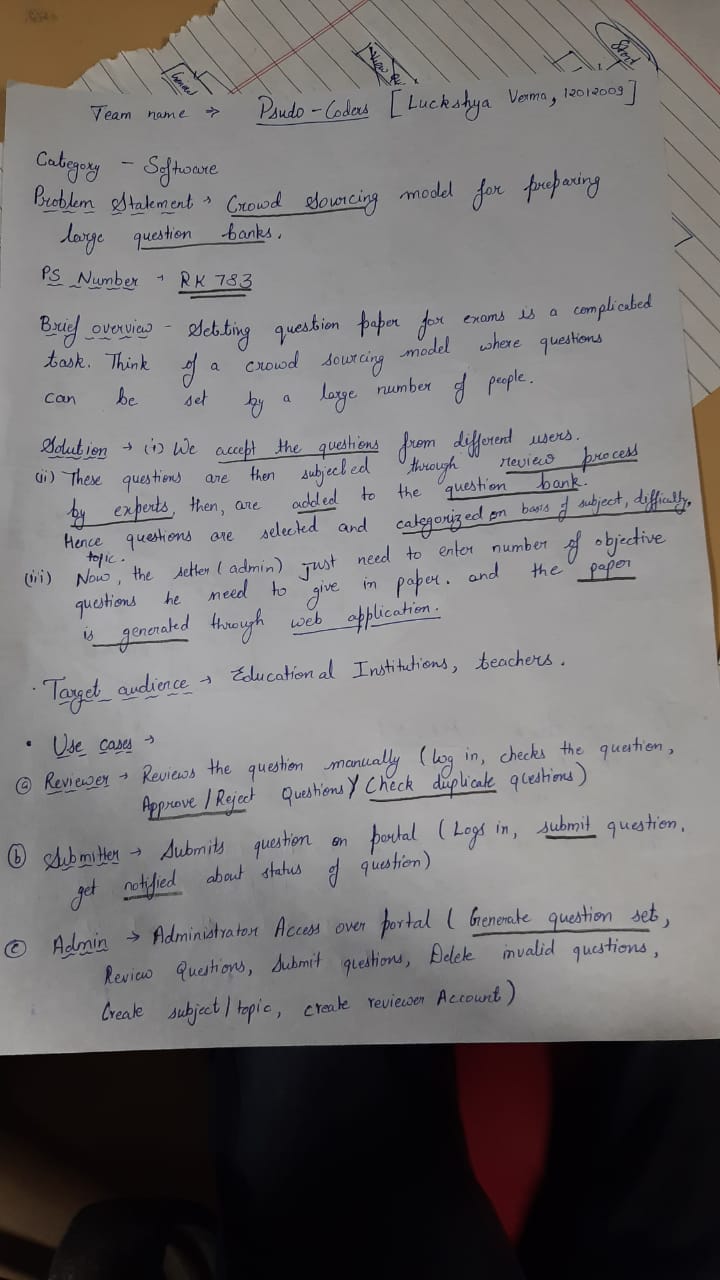 Start
Team name → Psudo-Coders [Luckshya Verma, 12012009]
Category - Software
Problem Statement → Crowd Sourcing model for preparing
large question banks.
PS Number → RK 783
Brief overview - Setting question paper for exams is a complicated
task. Think of a crowd sourcing model where questions
can be set by a large number of people.
Solution → (i) We accept the questions from different users.
(ii) These questions are then subjected through review process
by experts, then, are added to the question bank.
Hence questions are selected and categorized on basis of subject, difficulty,
topic.
(iii) Now, the setter (admin) just need to enter number of objective
questions he need to give in paper. and the paper
is generated through web application.
• Target audience → Educational Institutions, teachers.
• Use cases →
(a) Reviewer → Reviews the question manually (log in, checks the question,
Approve/Reject Questions, Check duplicate questions)
(b) Submitter → Submits question on portal (Logs in, submit question,
get notified about status of question)
(c) Admin → Administrator Access over portal (Generate question set,
Review Questions, Submit questions, Delete invalid questions,
Create subject/topic, create reviewer Account)